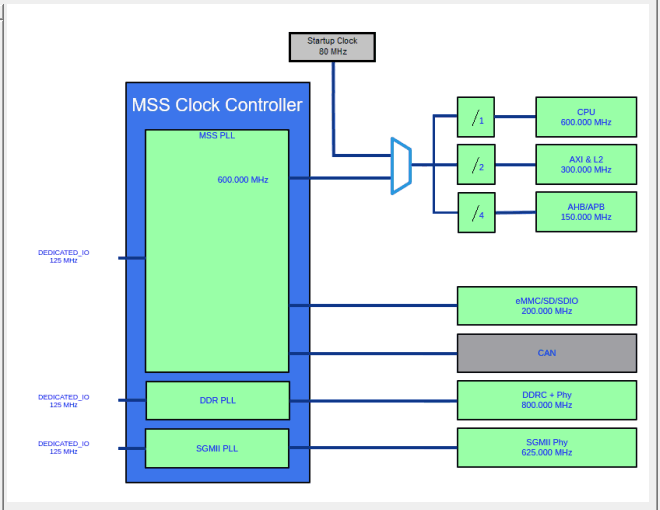 Startup Clock
80 MHz
MSS Clock Controller
MSS PLL
600.000 MHz
/1
CPU
600.000 MHz
/2
AXI & L2
300.000 MHz
/4
AHB/APB
150.000 MHz
DEDICATED_IO
125 MHz
eMMC/SD/SDIO
200.000 MHz
CAN
DEDICATED_IO
125 MHz
DDR PLL
DDRC + Phy
800.000 MHz
DEDICATED_IO
125 MHz
SGMII PLL
SGMII Phy
625.000 MHz